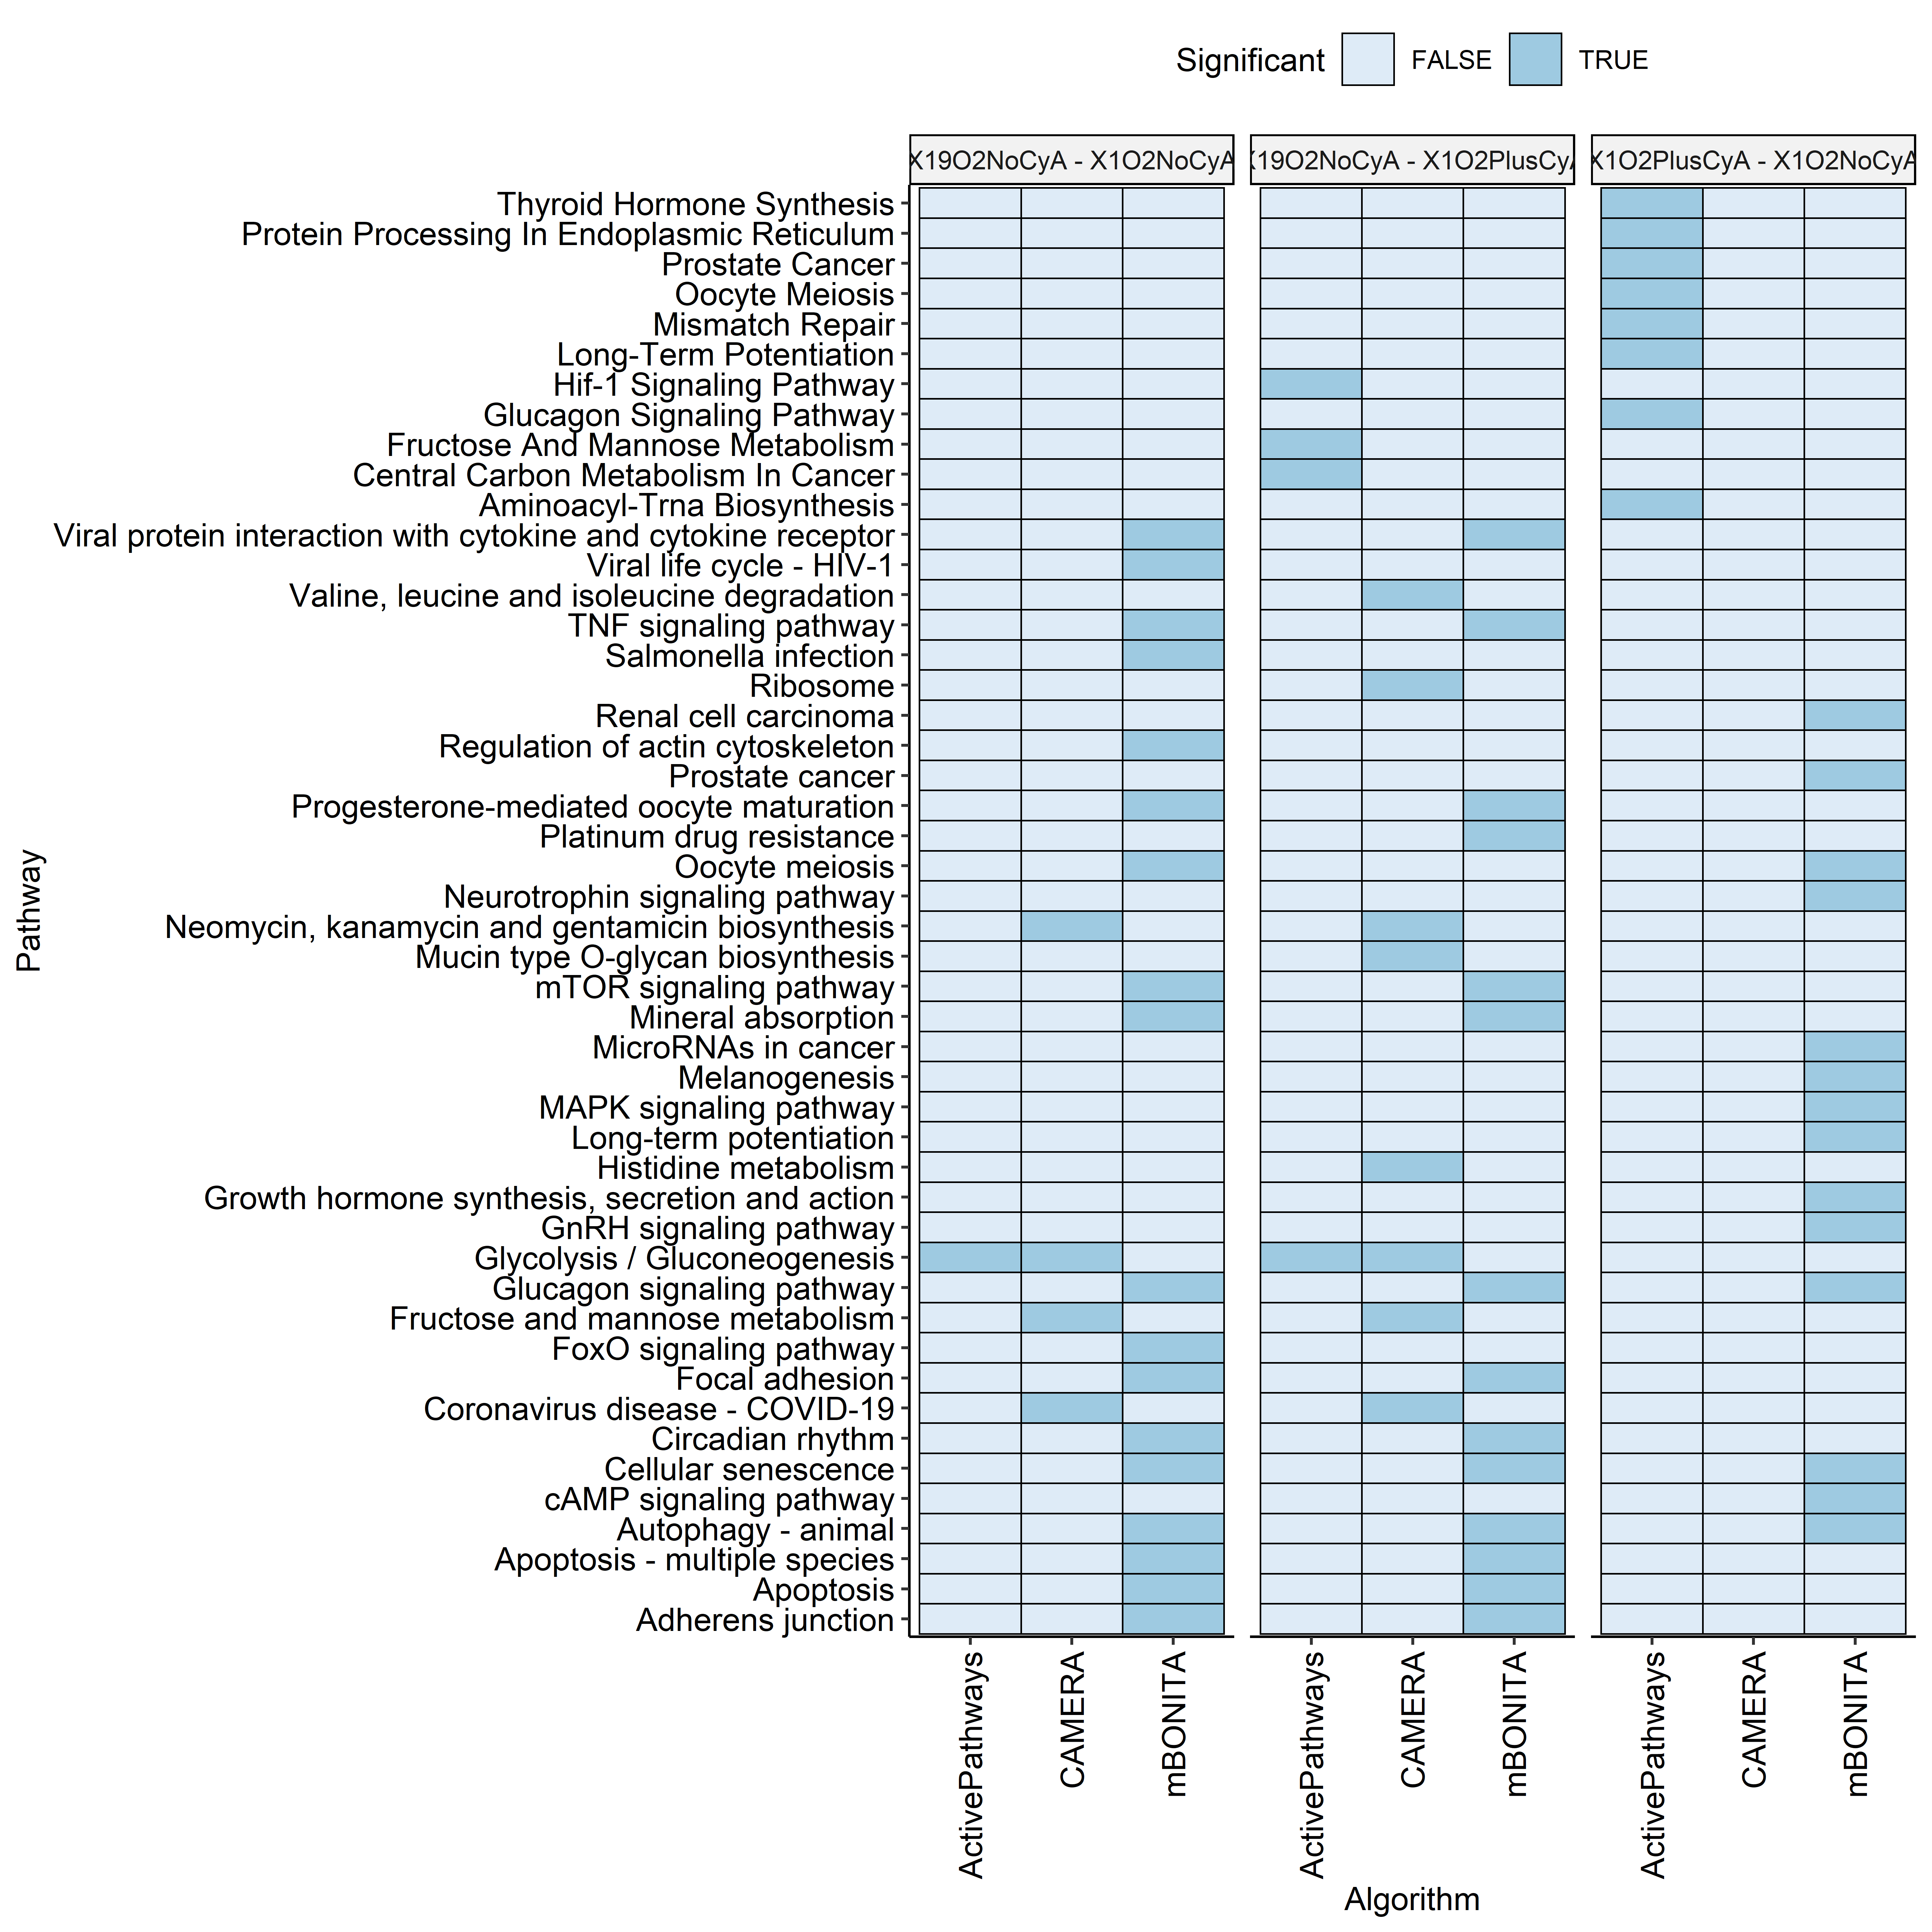 Significant FALSE TRUE
X19O2NoCyA - X1O2NoCyA X19O2NoCyA - X1O2PlusCyA X1O2PlusCyA - X1O2NoCyA
Thyroid Hormone Synthesis
Protein Processing In Endoplasmic Reticulum
Prostate Cancer
Oocyte Meiosis
Mismatch Repair
Long-Term Potentiation
Hif-1 Signaling Pathway
Glucagon Signaling Pathway
Fructose And Mannose Metabolism
Central Carbon Metabolism In Cancer
Aminoacyl-Trna Biosynthesis
Viral protein interaction with cytokine and cytokine receptor
Viral life cycle - HIV-1
Valine, leucine and isoleucine degradation
TNF signaling pathway
Salmonella infection
Ribosome
Renal cell carcinoma
Regulation of actin cytoskeleton
Prostate cancer
Progesterone-mediated oocyte maturation
Platinum drug resistance
Oocyte meiosis
Neurotrophin signaling pathway
Neomycin, kanamycin and gentamicin biosynthesis
Mucin type O-glycan biosynthesis
mTOR signaling pathway
Mineral absorption
MicroRNAs in cancer
Melanogenesis
MAPK signaling pathway
Long-term potentiation
Histidine metabolism
Growth hormone synthesis, secretion and action
GnRH signaling pathway
Glycolysis / Gluconeogenesis
Glucagon signaling pathway
Fructose and mannose metabolism
FoxO signaling pathway
Focal adhesion
Coronavirus disease - COVID-19
Circadian rhythm
Cellular senescence
cAMP signaling pathway
Autophagy - animal
Apoptosis - multiple species
Apoptosis
Adherens junction
Pathway
ActivePathways CAMERA mBONITA ActivePathways CAMERA mBONITA ActivePathways CAMERA mBONITA
Algorithm